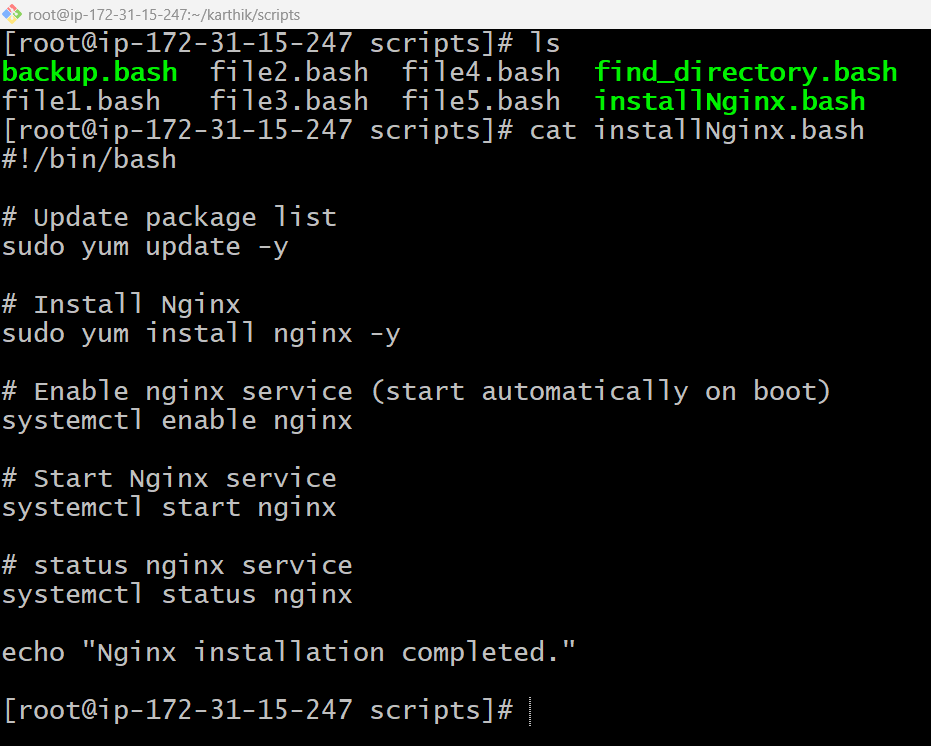 root@ip-172-31-15-247:~/karthik/scripts
[root@ip-172-31-15-247 scripts]# ls
backup.bash  file2.bash  file4.bash  find_directory.bash
file1.bash   file3.bash  file5.bash  installNginx.bash
[root@ip-172-31-15-247 scripts]# cat installNginx.bash
#!/bin/bash
# Update package list
sudo yum update -y
# Install Nginx
sudo yum install nginx -y
# Enable nginx service (start automatically on boot)
systemctl enable nginx
# Start Nginx service
systemctl start nginx
# status nginx service
systemctl status nginx
echo "Nginx installation completed."
[root@ip-172-31-15-247 scripts]#